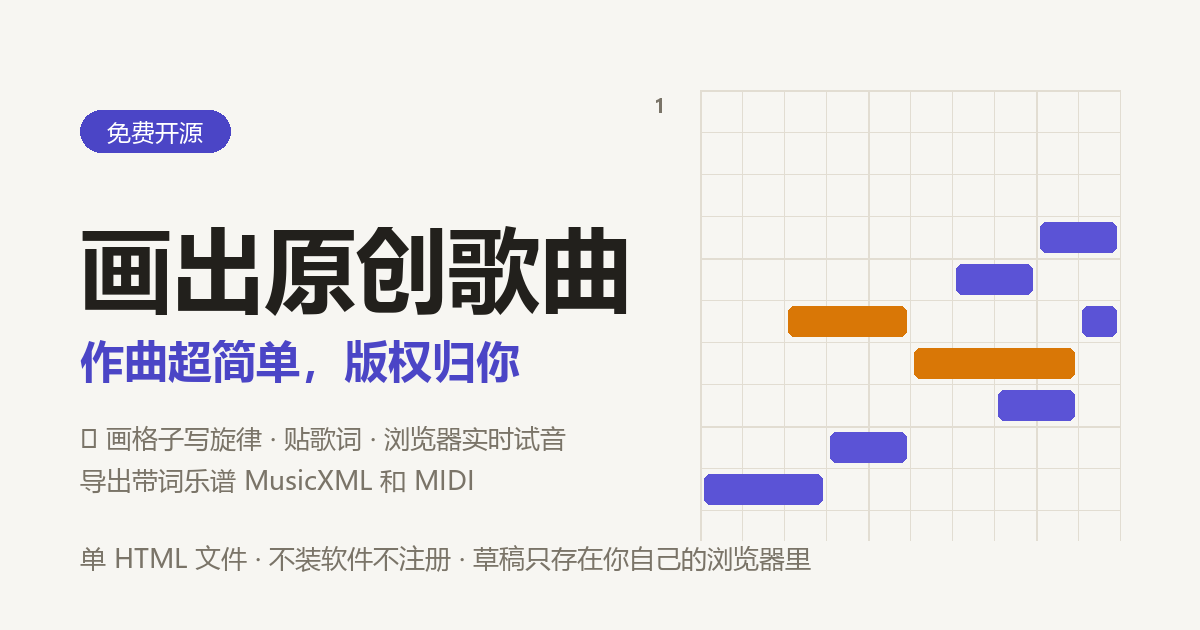 免费开源
1
画出原创歌曲
作曲超简单，版权归你
画格子写旋律 · 贴歌词 · 浏览器实时试音
导出带词乐谱 MusicXML 和 MIDI
单 HTML 文件 · 不装软件不注册 · 草稿只存在你自己的浏览器里